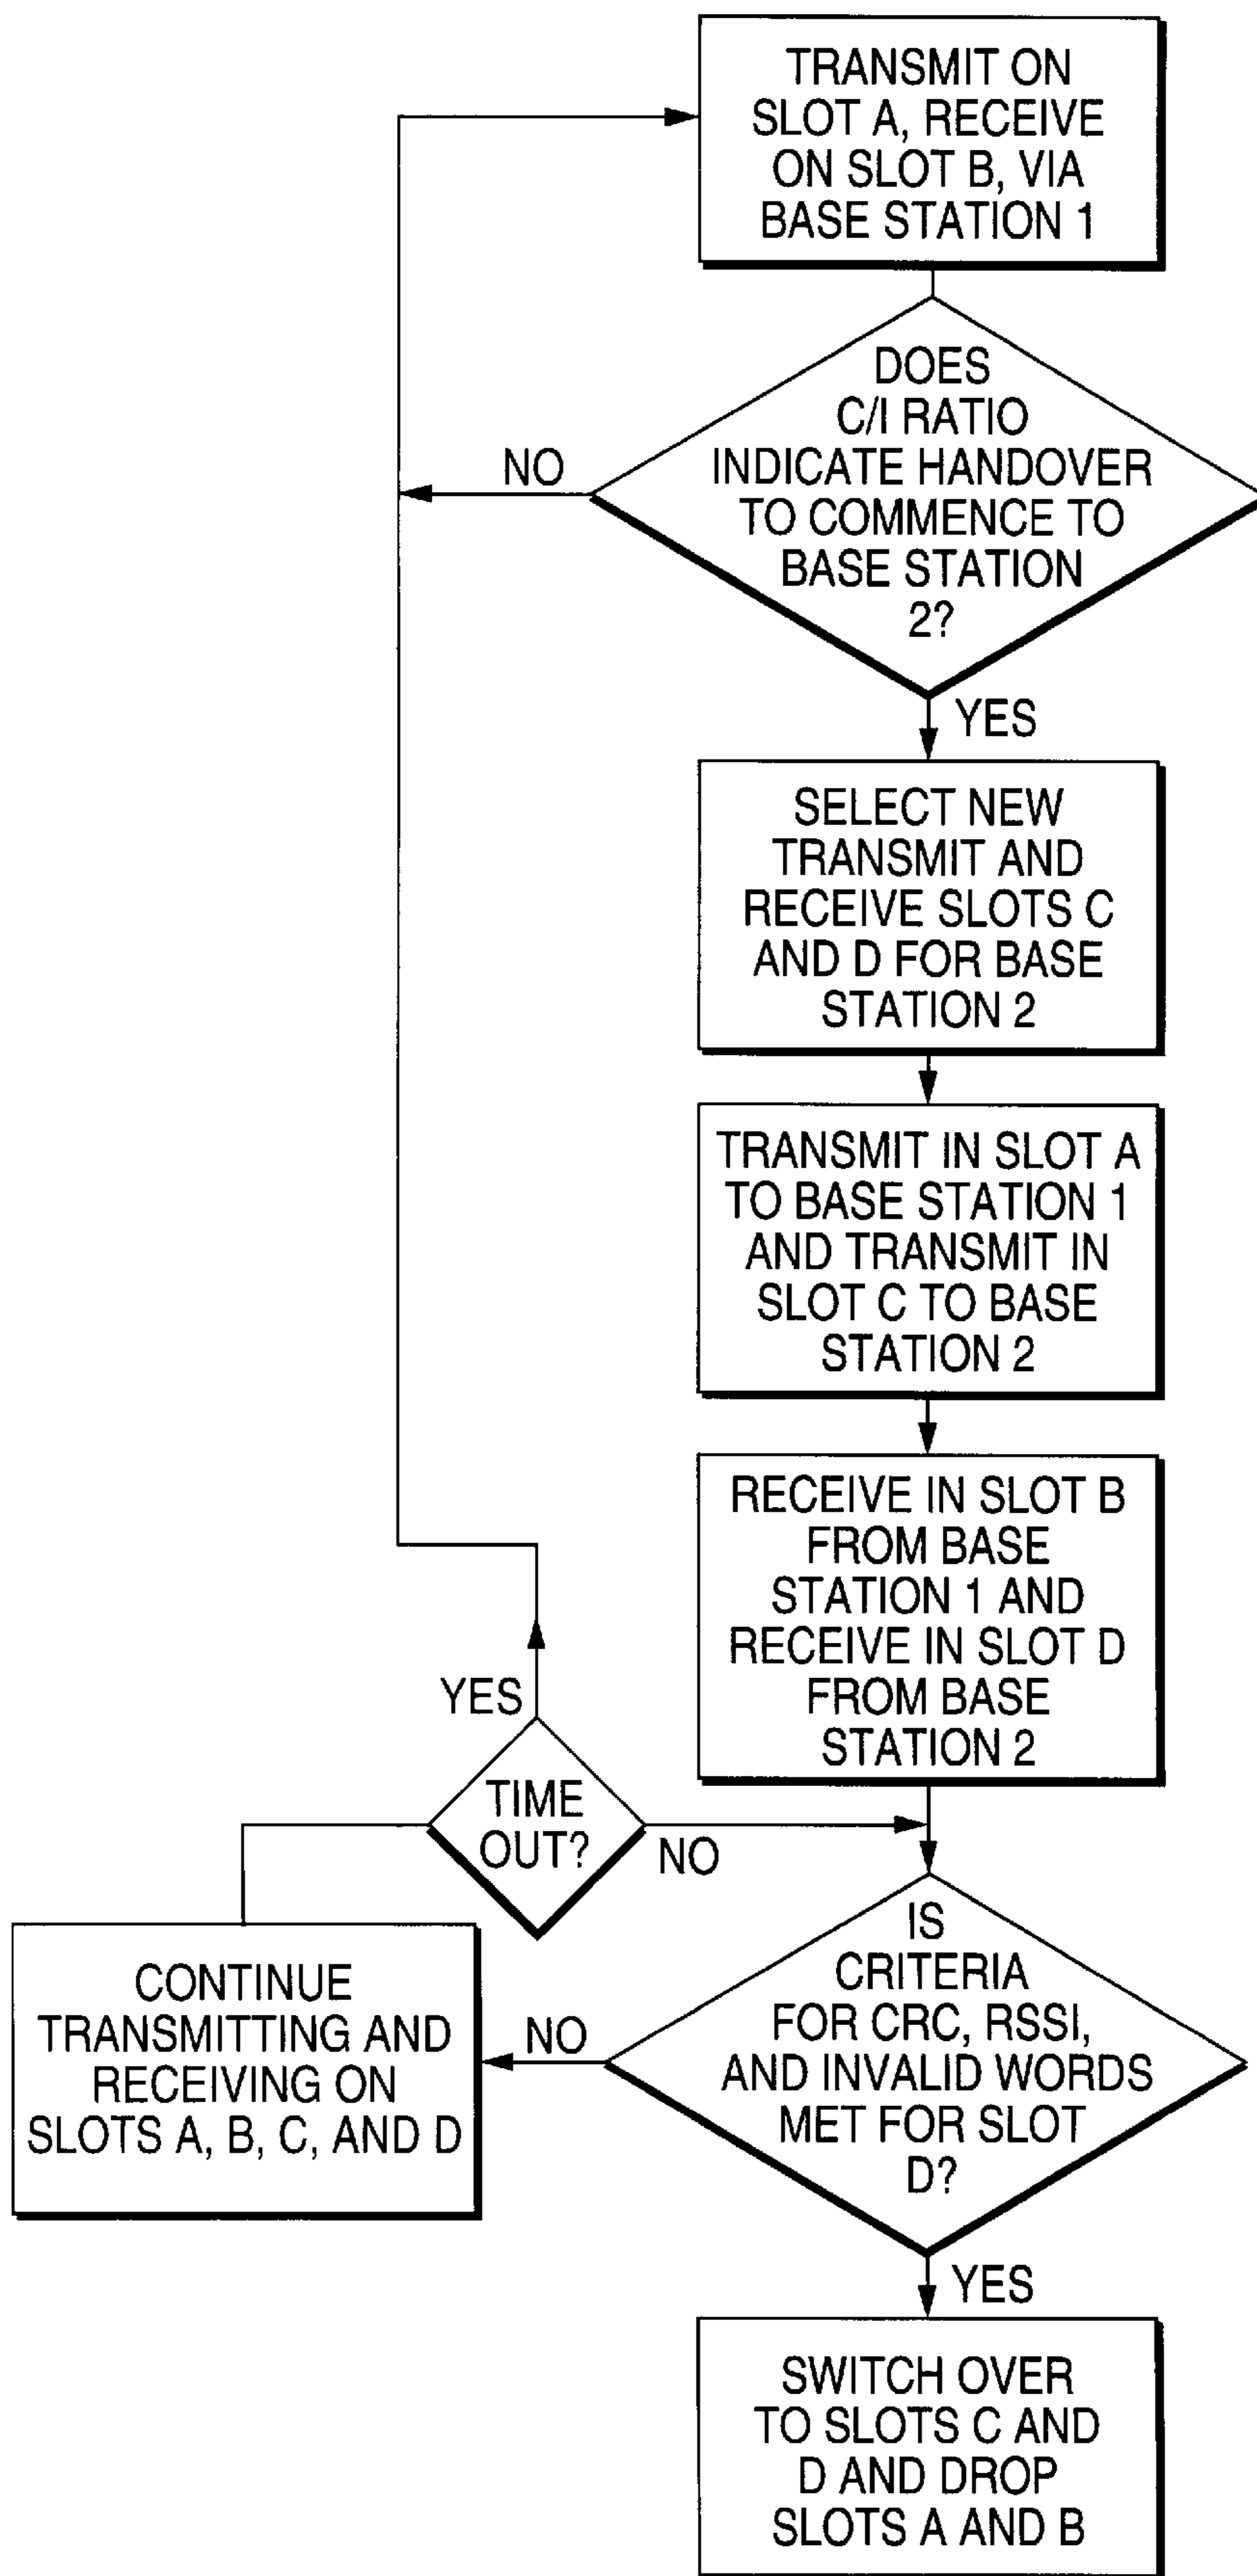 TRANSMIT ON
SLOT A, RECEIVE
ON SLOT B, VIA
BASE STATION 1
DOES
C/I RATIO
INDICATE HANDOVER
TO COMMENCE TO
BASE STATION
2?
NO
YES
SELECT NEW
TRANSMIT AND
RECEIVE SLOTS C
AND D FOR BASE
STATION 2
TRANSMIT IN SLOT A
TO BASE STATION 1
AND TRANSMIT IN
SLOT C TO BASE
STATION 2
RECEIVE IN SLOT B
FROM BASE
STATION 1 AND
RECEIVE IN SLOT D
FROM BASE
STATION 2
YES
TIME
OUT?
NO
IS
CRITERIA
FOR CRC, RSSI,
AND INVALID WORDS
MET FOR SLOT
D?
NO
CONTINUE
TRANSMITTING AND
RECEIVING ON
SLOTS A, B, C, AND D
YES
SWITCH OVER
TO SLOTS C AND
D AND DROP
SLOTS A AND B